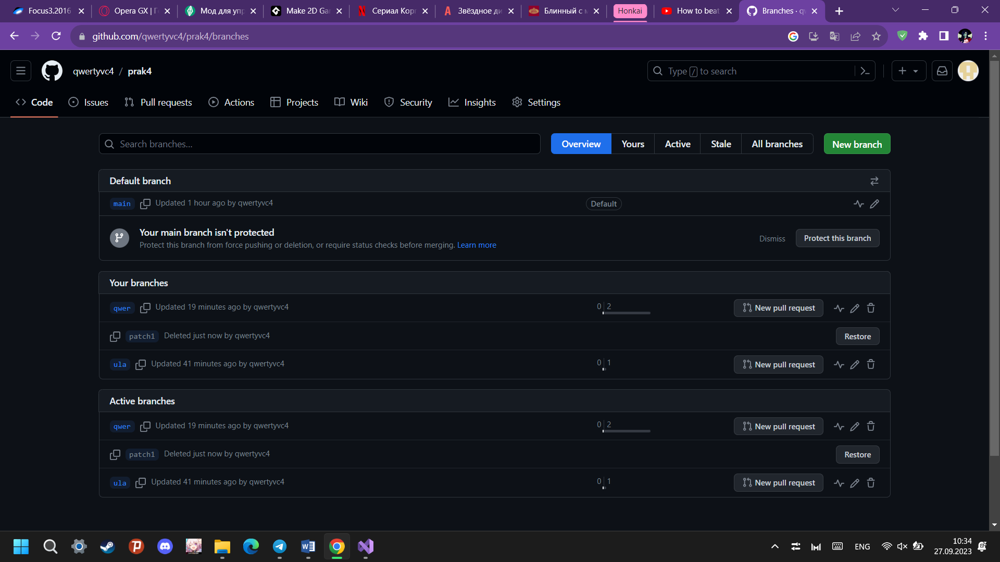 Focus3.2016
Opera GX | Г
Мод для упр
Make 2D Ga
Сериал Корп
Звёздное ди
Блинный с м
Honkai
How to beat
Branches · qw
github.com/qwertyvc4/prak4/branches
qwertyvc4 / prak4
Type / to search
Code Issues Pull requests Actions Projects Wiki Security Insights Settings
Search branches...
Overview Yours Active Stale All branches New branch
Default branch
main Updated 1 hour ago by qwertyvc4 Default
Your main branch isn't protected
Protect this branch from force pushing or deletion, or require status checks before merging. Learn more
Dismiss Protect this branch
Your branches
qwer Updated 19 minutes ago by qwertyvc4 0 2 New pull request
patch1 Deleted just now by qwertyvc4 Restore
ula Updated 41 minutes ago by qwertyvc4 0 1 New pull request
Active branches
qwer Updated 19 minutes ago by qwertyvc4 0 2 New pull request
patch1 Deleted just now by qwertyvc4 Restore
ula Updated 41 minutes ago by qwertyvc4 0 1 New pull request
ENG
10:34
27.09.2023